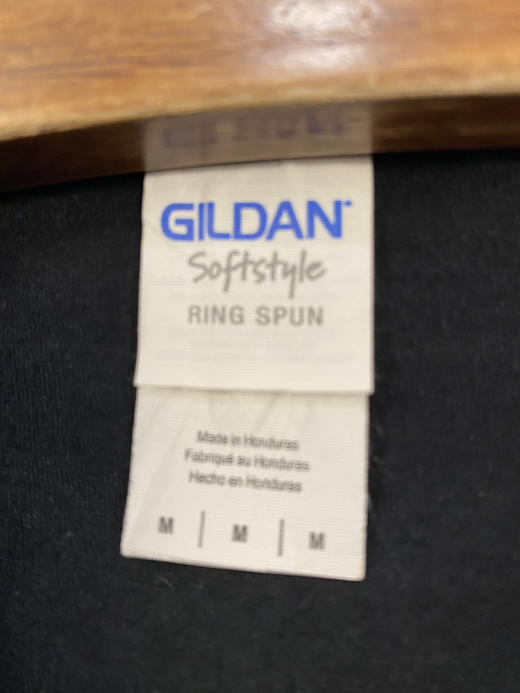 GILDAN
Softstyle
RING SPUN
Made in Honduras
Fabriqué au Honduras
Hecho en Honduras
M | M | M